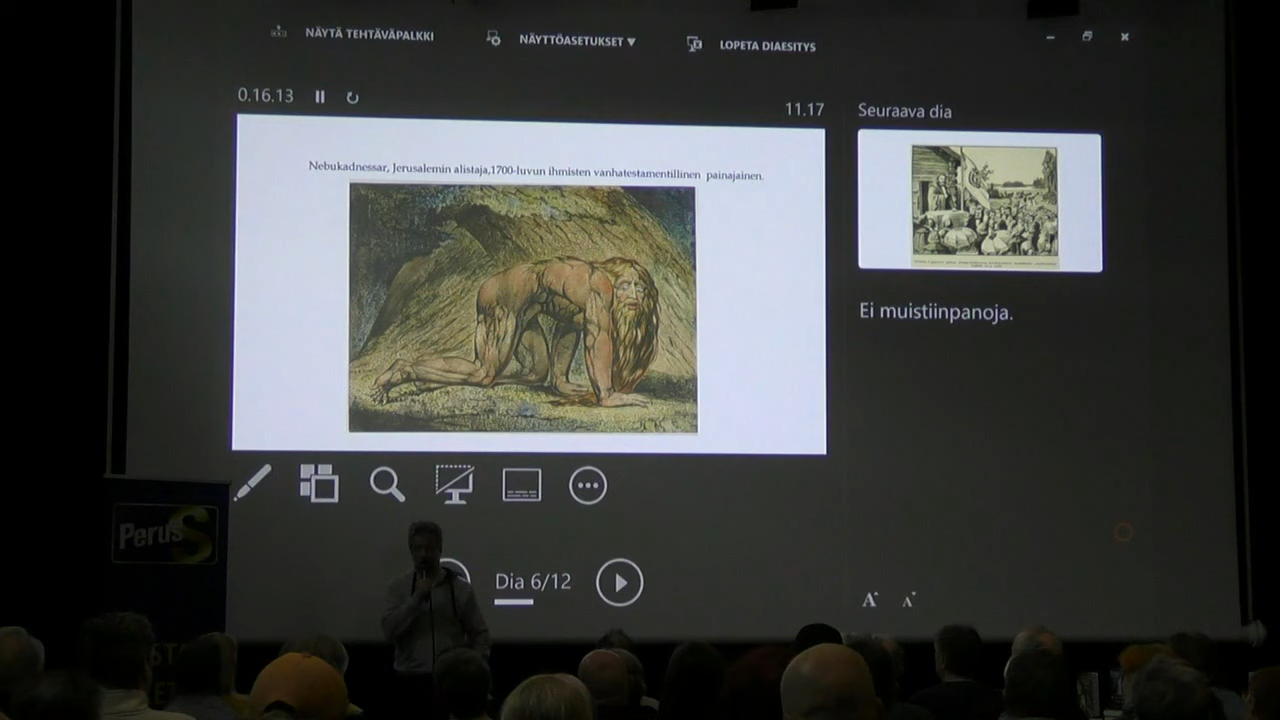 NÄYTÄ TEHTÄVÄPALKKI
NÄYTTÖASETUKSET ▼
LOPETA DIAESITYS
0.16.13
11.17
Seuraava dia
Nebukadnessar, Jerusalemin alistaja,1700-luvun ihmisten vanhatestamentillinen painajainen.
Ei muistiinpanoja.
PerusS
Dia 6/12
A A